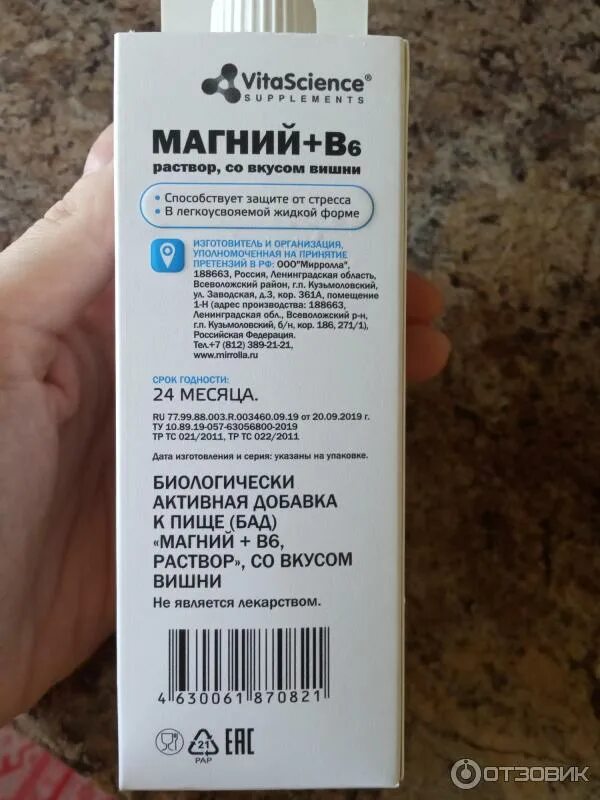 VitaScience®
SUPPLEMENTS
МАГНИЙ+B6
раствор, со вкусом вишни
• Способствует защите от стресса
• В легкоусвояемой жидкой форме
ИЗГОТОВИТЕЛЬ И ОРГАНИЗАЦИЯ,
УПОЛНОМОЧЕННАЯ НА ПРИНЯТИЕ
ПРЕТЕНЗИЙ В РФ: ООО"Мирролла",
188663, Россия, Ленинградская область,
Всеволожский район, г.п. Кузьмоловский,
ул. Заводская, д.3, кор. 361А, помещение
1-Н (адрес производства: 188663,
Ленинградская обл., Всеволожский р-н,
г.п. Кузьмоловский, б/н, кор. 186, 271/1),
Российская Федерация.
Тел.+7 (812) 389-21-21,
www.mirrolla.ru
СРОК ГОДНОСТИ:
24 МЕСЯЦА.
RU 77.99.88.003.R.003460.09.19 от 20.09.2019 г.
ТУ 10.89.19-057-63056800-2019
ТР ТС 021/2011, ТР ТС 022/2011
Дата изготовления и серия: указаны на упаковке.
БИОЛОГИЧЕСКИ
АКТИВНАЯ ДОБАВКА
К ПИЩЕ (БАД)
«МАГНИЙ + В6,
РАСТВОР», СО ВКУСОМ
ВИШНИ
Не является лекарством.
4 630061 870821
21
PAP
EAC
ОТЗОВИК